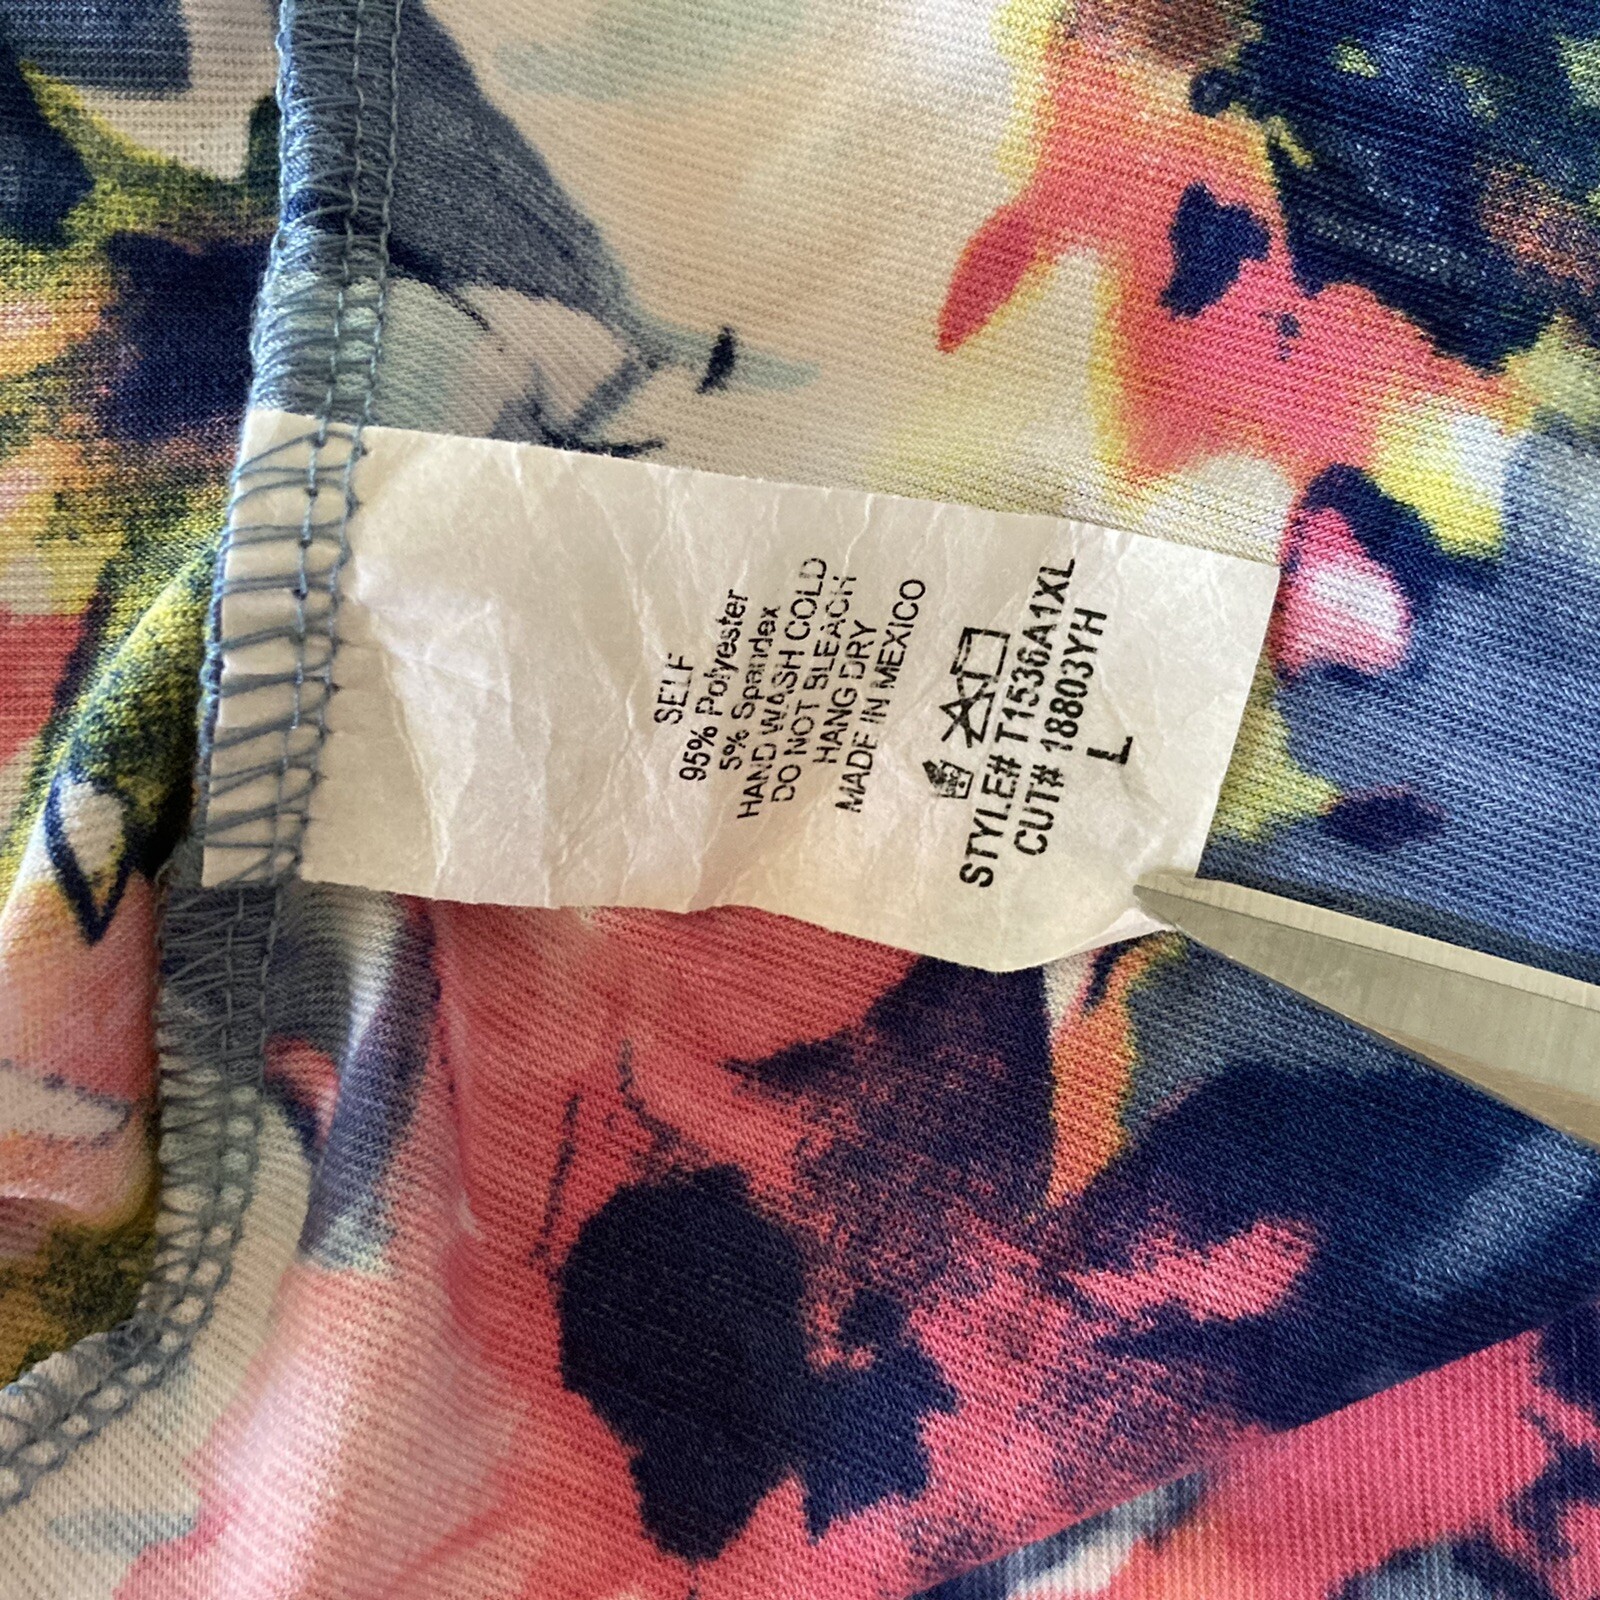 SELF
95% Polyester
5% Spandex
HAND WASH COLD
DO NOT BLEACH
HANG DRY
MADE IN MEXICO
STYLE# T1536A1XL
CUT# 18803YH
L